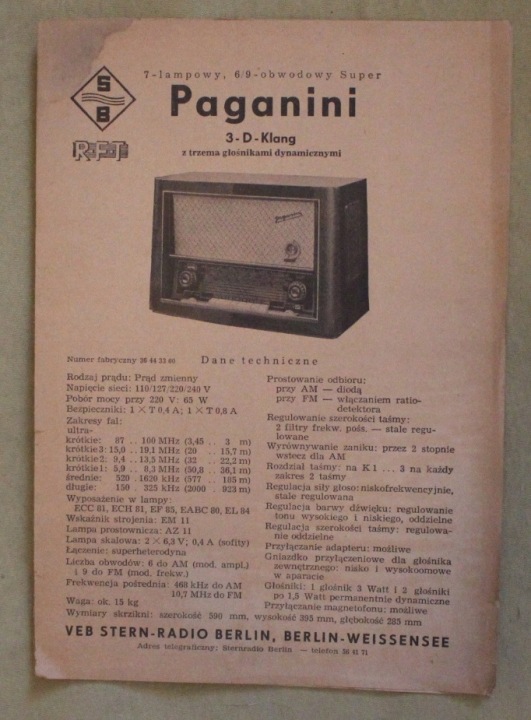 S
B
RFT
7-lampowy, 6/9-obwodowy Super
Paganini
3-D-Klang
z trzema głośnikami dynamicznymi
Numer fabryczny 36 44 33 00
Dane techniczne
Rodzaj prądu: Prąd zmienny
Napięcie sieci: 110/127/220/240 V
Pobór mocy przy 220 V: 65 W
Bezpieczniki: 1 × T 0,4 A; 1 × T 0,8 A
Zakresy fal:
ultra-
krótkie: 87 .. 100 MHz (3,45 .. 3 m)
krótkie 3: 15,0 .. 19,1 MHz (20 .. 15,7 m)
krótkie 2: 9,4 .. 13,5 MHz (32 .. 22,2 m)
krótkie 1: 5,9 .. 8,3 MHz (50,8 .. 36,1 m)
średnie: 520 .. 1620 kHz (577 .. 185 m)
długie: 150 .. 325 kHz (2000 .. 923 m)
Wyposażenie w lampy:
ECC 81, ECH 81, EF 85, EABC 80, EL 84
Wskaźnik strojenia: EM 11
Lampa prostownicza: AZ 11
Lampa skalowa: 2 × 6,3 V; 0,4 A (sofity)
Łączenie: superheterodyna
Liczba obwodów: 6 do AM (mod. ampl.)
i 9 do FM (mod. frekw.)
Frekwencja pośrednia: 468 kHz do AM
10,7 MHz do FM
Waga: ok. 15 kg
Prostowanie odbioru:
przy AM — diodą
przy FM — włączaniem ratio-
detektora
Regulowanie szerokości taśmy:
2 filtry frekw. pośs. — stale regu-
lowane
Wyrównywanie zaniku: przez 2 stopnie
wstecz dla AM
Rozdział taśmy: na K 1 ... 3 na każdy
zakres 2 taśmy
Regulacja siły głosu: niskofrekwencyjnie,
stale regulowana
Regulacja barwy dźwięku: regulowanie
tonu wysokiego i niskiego, oddzielne
Regulacja szerokości taśmy: regulowa-
nie oddzielne
Przyłączanie adapteru: możliwe
Gniazdko przyłączeniowe dla głośnika
zewnętrznego: nisko i wysokoomowe
w aparacie
Głośniki: 1 głośnik 3 Watt i 2 głośniki
po 1,5 Watt permanentnie dynamiczne
Przyłączanie magnetofonu: możliwe
Wymiary skrzinki: szerokość 590 mm, wysokość 395 mm, głębokość 285 mm
VEB STERN-RADIO BERLIN, BERLIN-WEISSENSEE
Adres telegraficzny: Sternradio Berlin — telefon 56 61 71